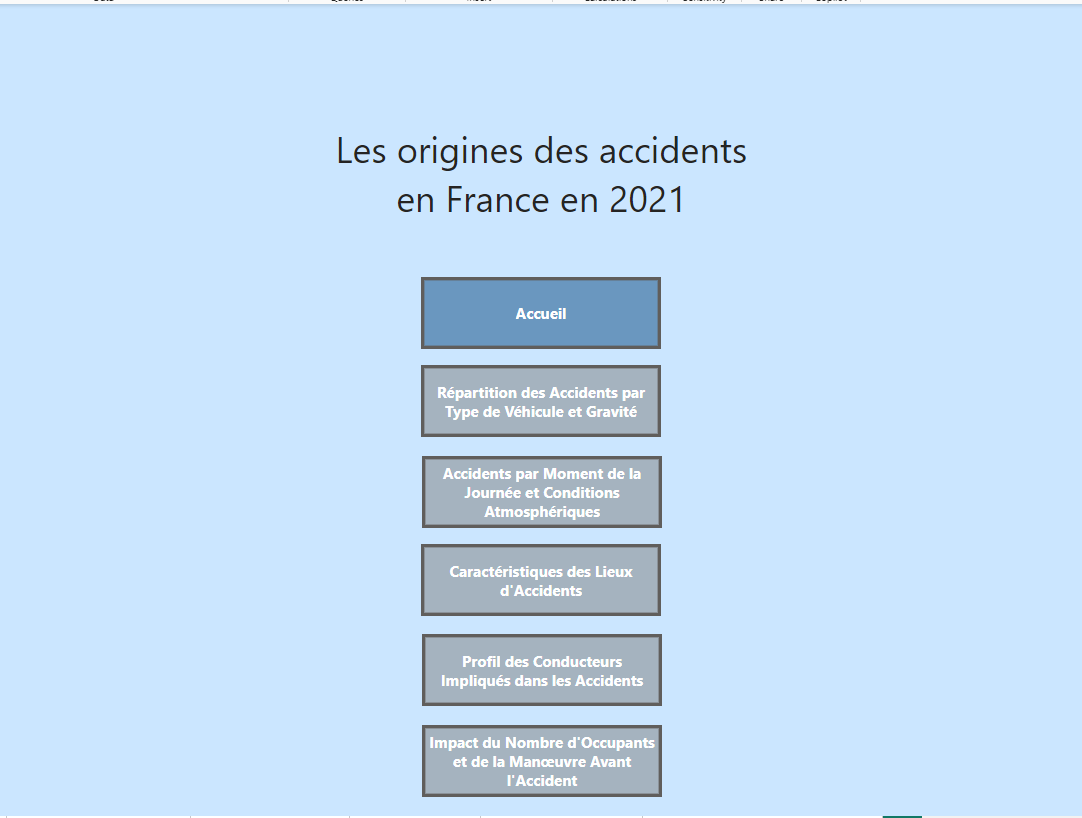 Les origines des accidents
en France en 2021
Accueil
Répartition des Accidents par
Type de Véhicule et Gravité
Accidents par Moment de la
Journée et Conditions
Atmosphériques
Caractéristiques des Lieux
d'Accidents
Profil des Conducteurs
Impliqués dans les Accidents
Impact du Nombre d'Occupants
et de la Manœuvre Avant
l'Accident